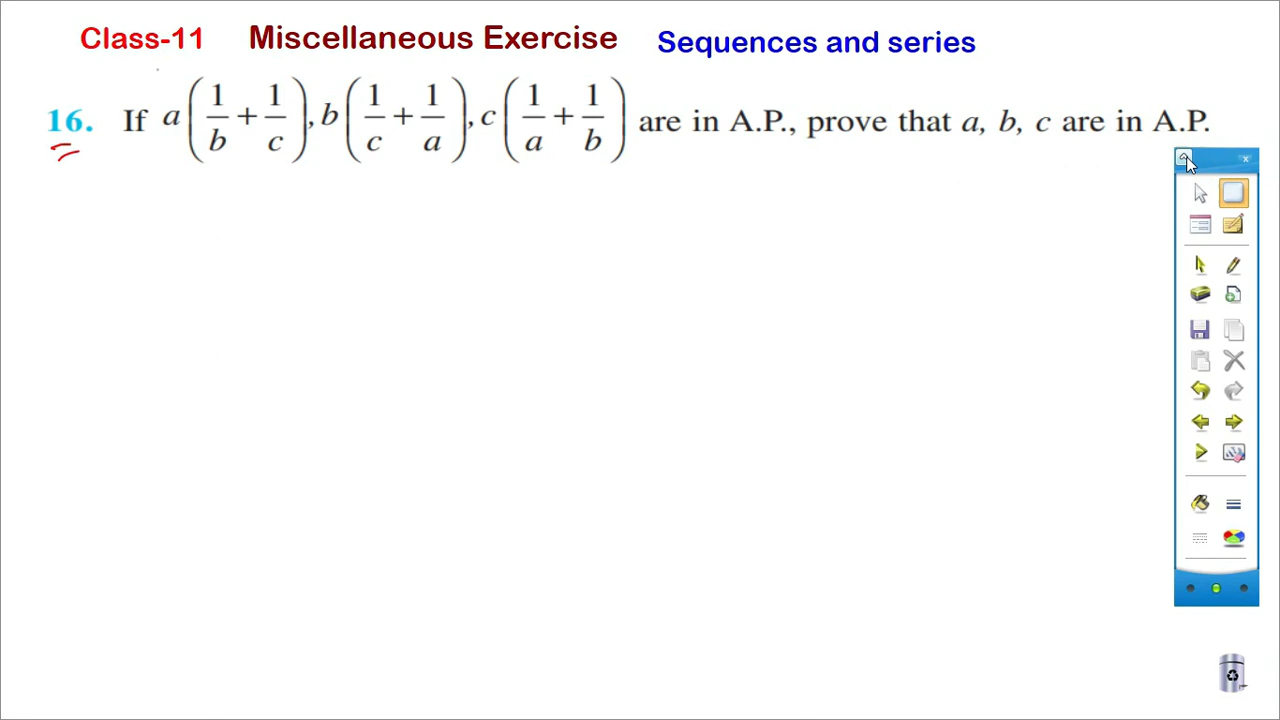 Class-11 Miscellaneous Exercise Sequences and series
16. If a(1/b + 1/c), b(1/c + 1/a), c(1/a + 1/b) are in A.P., prove that a, b, c are in A.P.